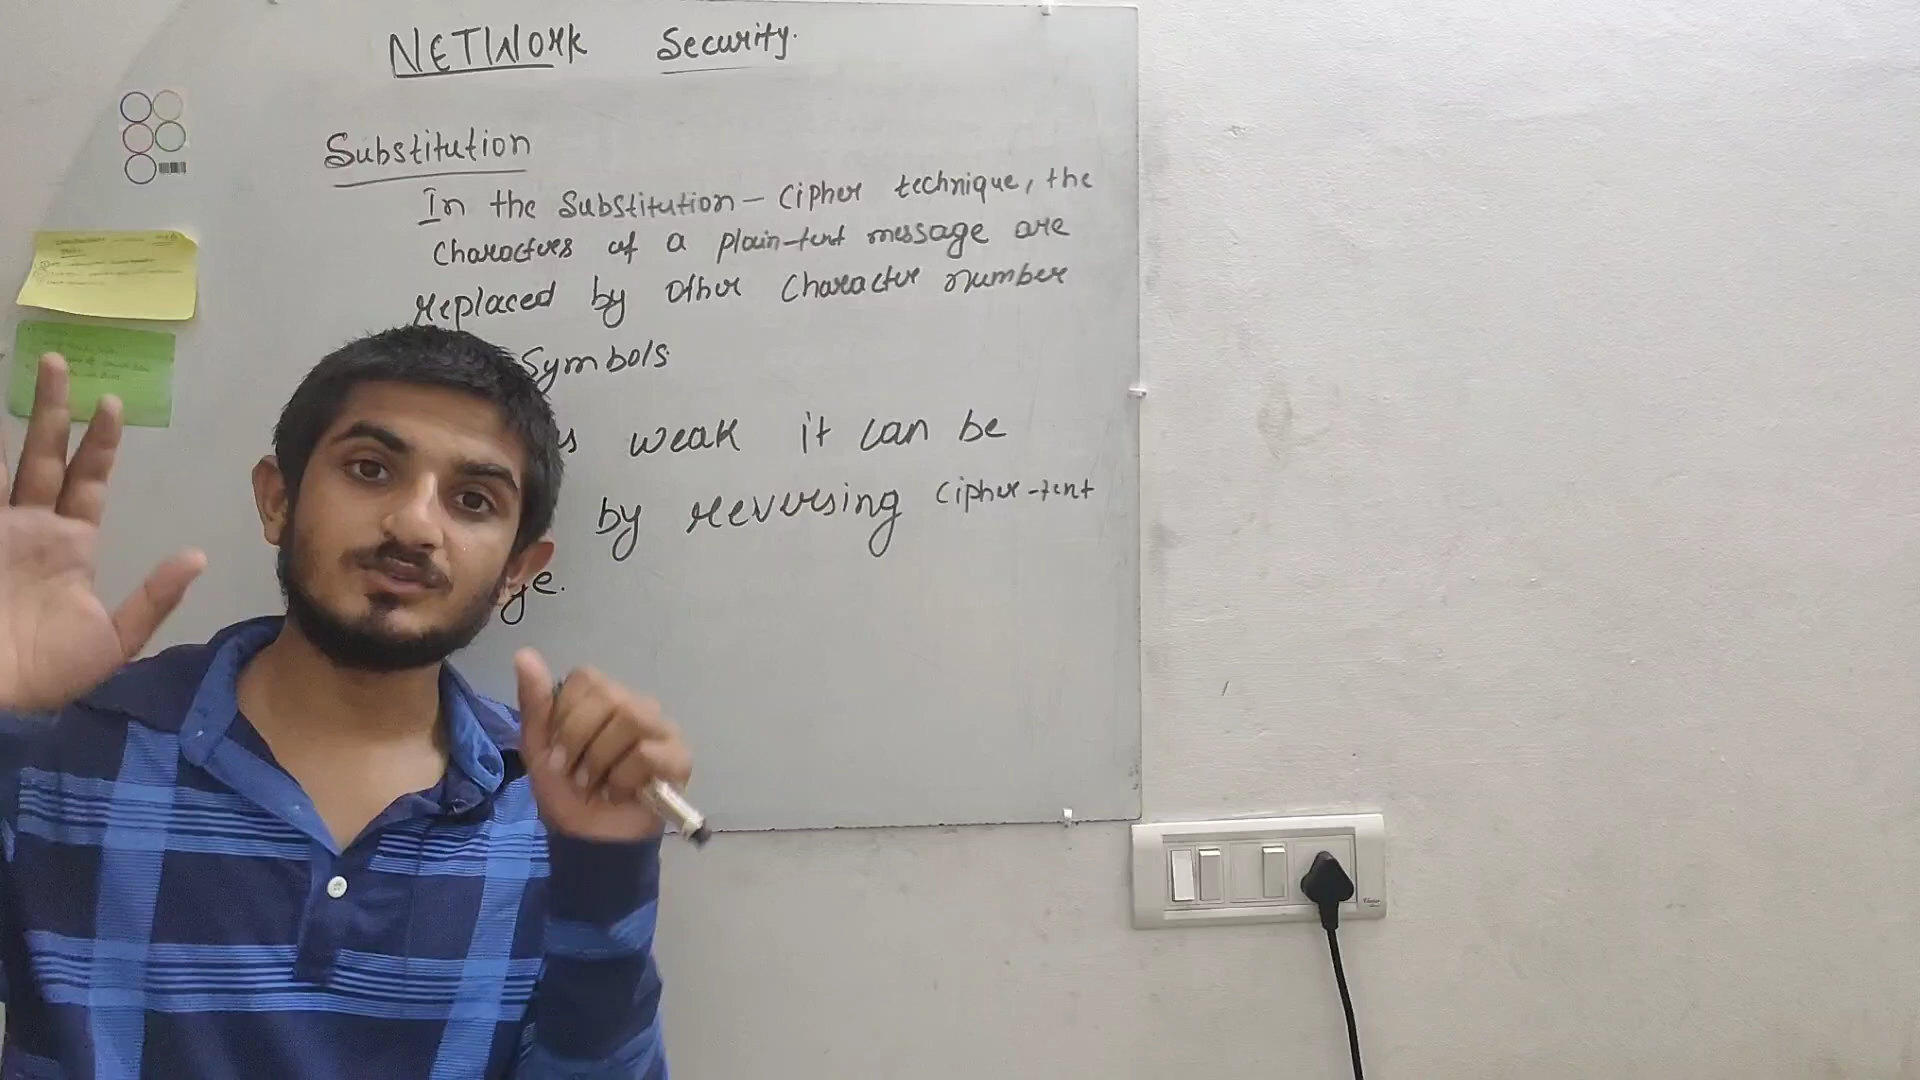 NETWORK Security.
Substitution
In the Substitution - Cipher technique, the
Characters of a plain-text message are
replaced by other Character number
Symbols.
weak it can be
by reversing cipher-text